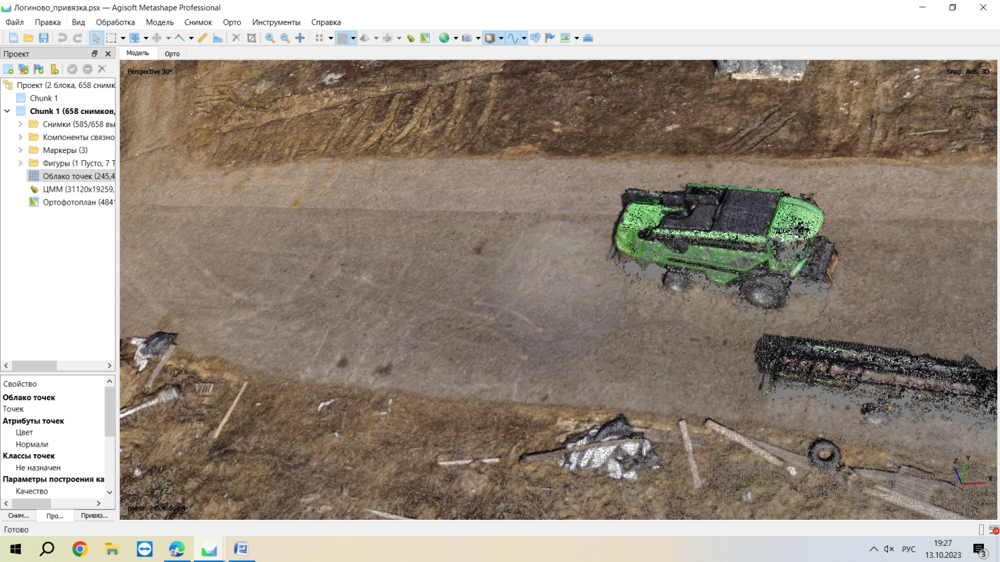 Логиново_привязка.psx — Agisoft Metashape Professional
Файл Правка Вид Обработка Модель Снимок Орто Инструменты Справка
Проект
Модель Орто
Perspective 30°
Snap: Axis, 3D
Проект (2 блока, 658 снимк
Chunk 1
Chunk 1 (658 снимков,
Снимки (585/658 вы
Компоненты связно
Маркеры (3)
Фигуры (1 Пусто, 7 Т
Облако точек (245,4
ЦММ (31120x19259,
Ортофотоплан (484
Свойство
Облако точек
Точек
Атрибуты точек
Цвет
Нормали
Классы точек
Не назначен
Параметры построения ка
Качество
points: 245,456,364
Z Y X
Сним... Про... Привяз...
Готово
РУС
19:27
13.10.2023
3